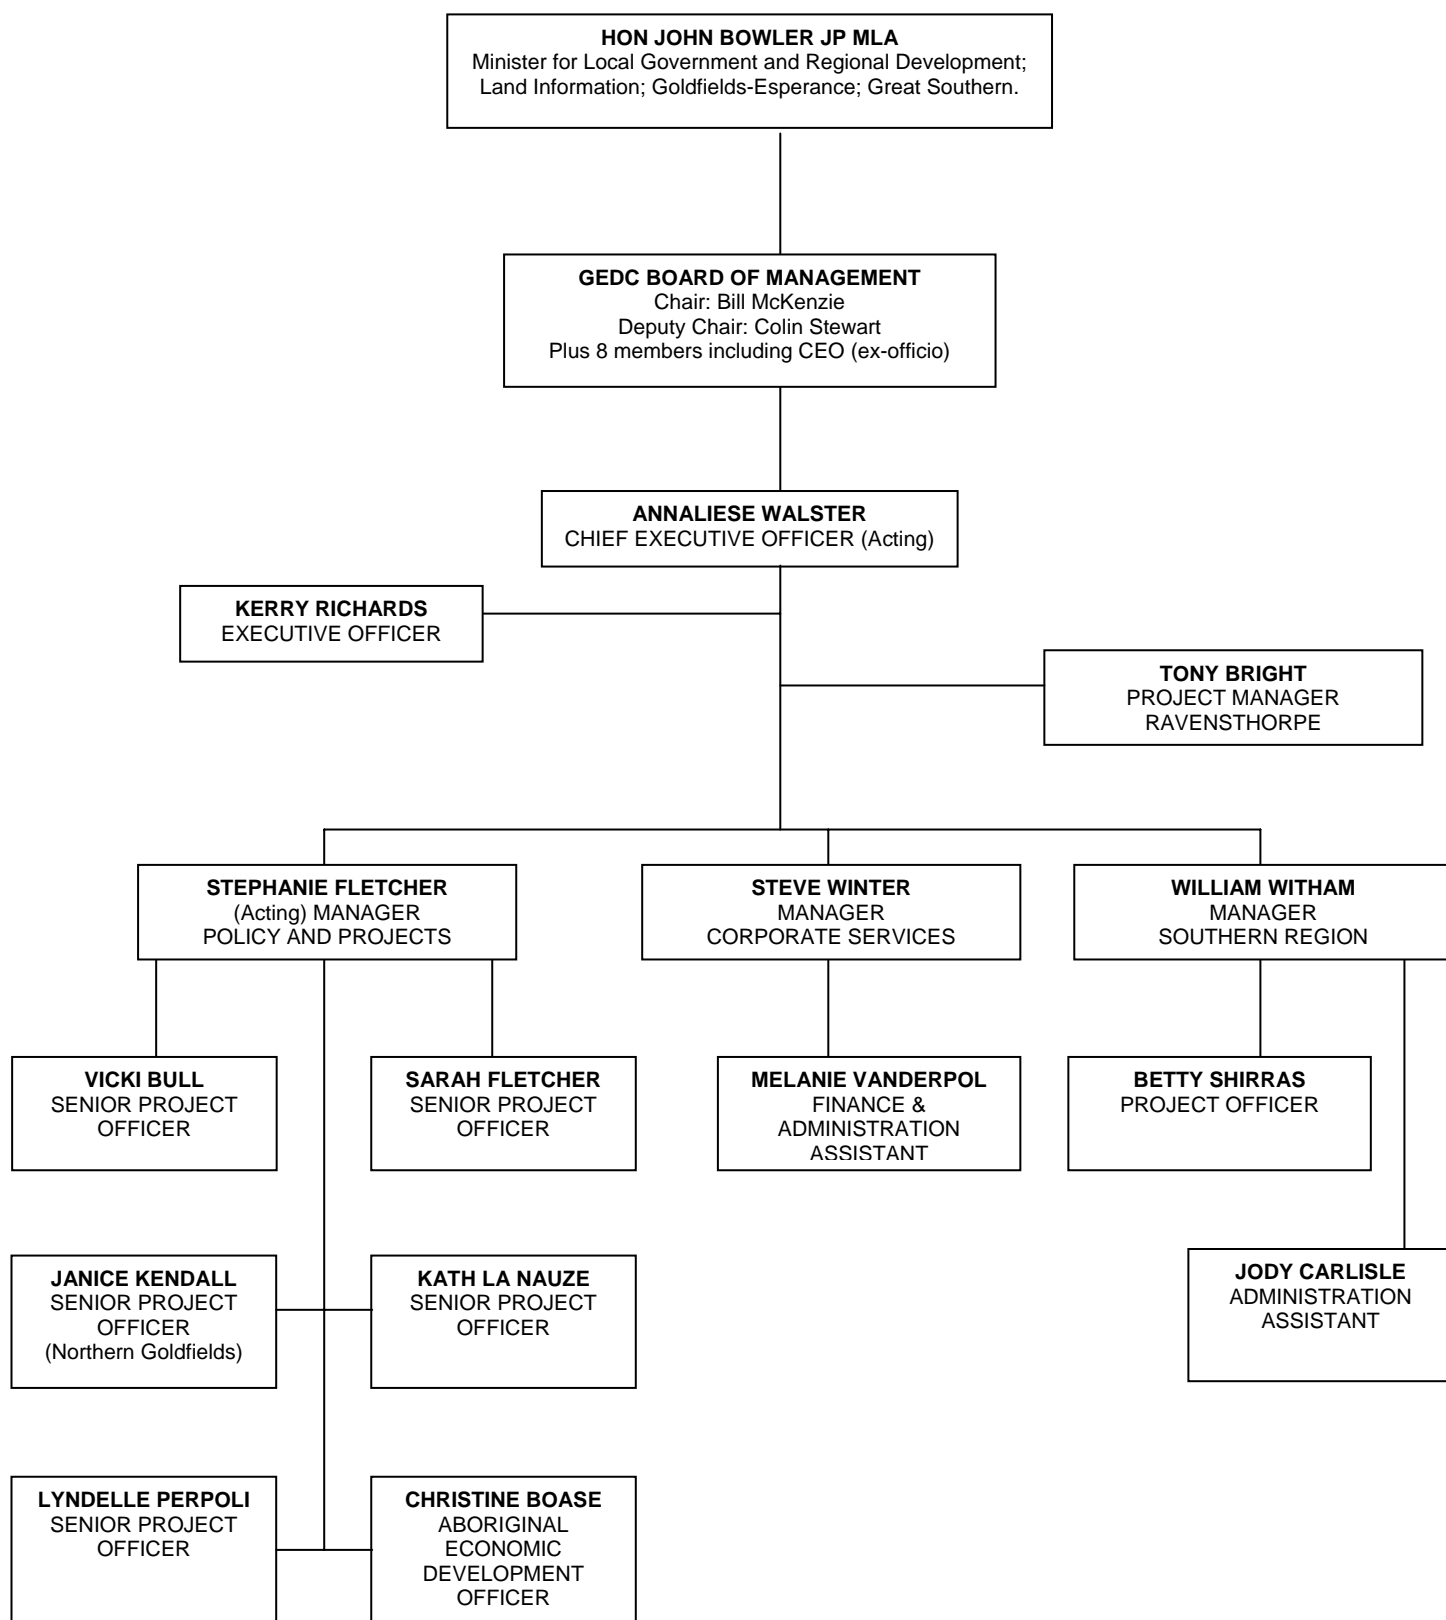 HON JOHN BOWLER JP MLA
Minister for Local Government and Regional Development;
Land Information; Goldfields-Esperance; Great Southern.
GEDC BOARD OF MANAGEMENT
Chair: Bill McKenzie
Deputy Chair: Colin Stewart
Plus 8 members including CEO (ex-officio)
ANNALIESE WALSTER
CHIEF EXECUTIVE OFFICER (Acting)
KERRY RICHARDS
EXECUTIVE OFFICER
TONY BRIGHT
PROJECT MANAGER
RAVENSTHORPE
STEPHANIE FLETCHER
(Acting) MANAGER
POLICY AND PROJECTS
STEVE WINTER
MANAGER
CORPORATE SERVICES
WILLIAM WITHAM
MANAGER
SOUTHERN REGION
VICKI BULL
SENIOR PROJECT
OFFICER
SARAH FLETCHER
SENIOR PROJECT
OFFICER
MELANIE VANDERPOL
FINANCE &
ADMINISTRATION
ASSISTANT
BETTY SHIRRAS
PROJECT OFFICER
JANICE KENDALL
SENIOR PROJECT
OFFICER
(Northern Goldfields)
KATH LA NAUZE
SENIOR PROJECT
OFFICER
JODY CARLISLE
ADMINISTRATION
ASSISTANT
LYNDELLE PERPOLI
SENIOR PROJECT
OFFICER
CHRISTINE BOASE
ABORIGINAL
ECONOMIC
DEVELOPMENT
OFFICER